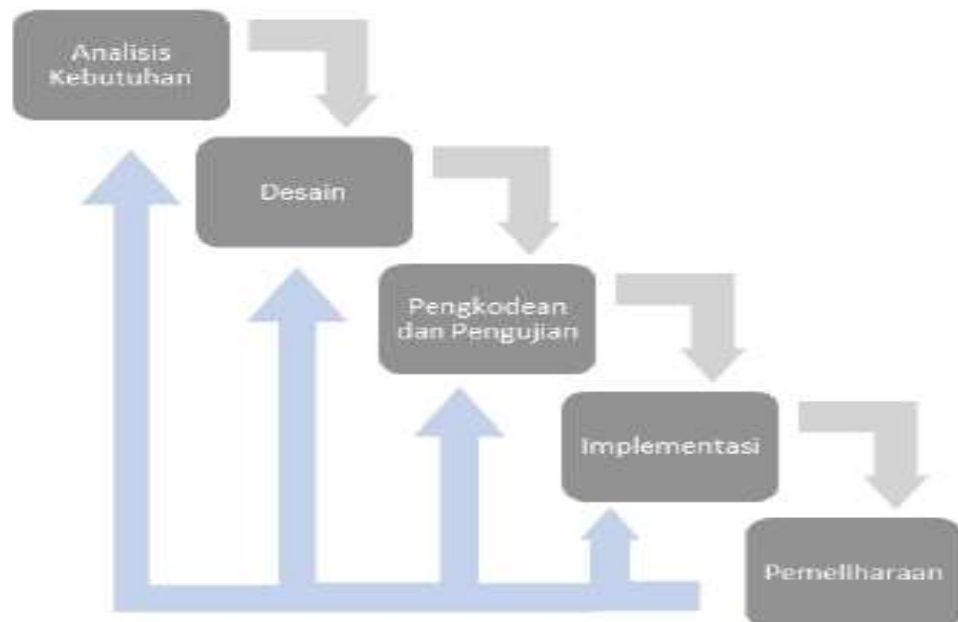 Analisis
Kebutuhan
Desain
Pengkodean
dan Pengujian
Implementasi
Pemeliharaan